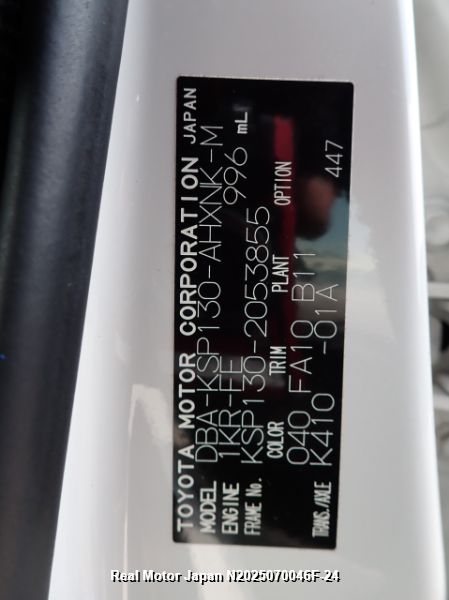 TOYOTA MOTOR CORPORATION JAPAN
MODEL DBA-KSP130-AHXNK-M
ENGINE 1KR-FE 996 mL
FRAME No. KSP130-2053855
COLOR TRIM PLANT OPTION
040 FA10 B11 447
TRANS./AXLE K410 -01A
Real Motor Japan N2025070046F-24